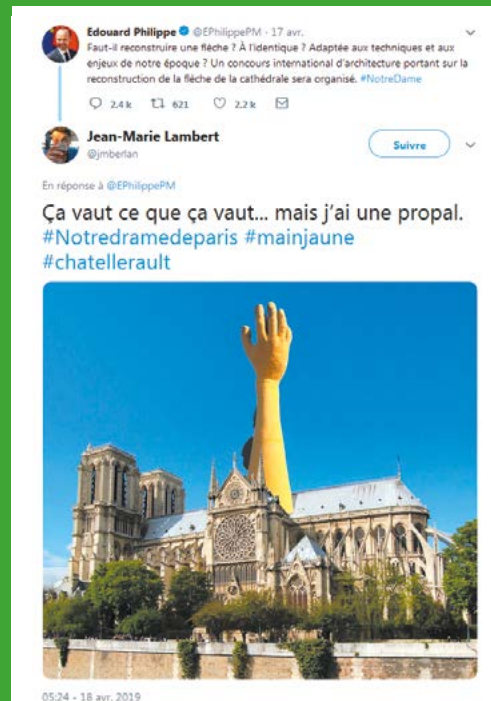 Edouard Philippe @EPhilippePM · 17 avr.
Faut-il reconstruire une flèche ? À l'identique ? Adaptée aux techniques et aux
enjeux de notre époque ? Un concours international d'architecture portant sur la
reconstruction de la flèche de la cathédrale sera organisé. #NotreDame
2,4 k 621 2,2 k
Jean-Marie Lambert
@jmberlan
Suivre
En réponse à @EPhilippePM
Ça vaut ce que ça vaut... mais j'ai une propal.
#Notredramedeparis #mainjaune
#chatellerault
05:24 - 18 avr. 2019